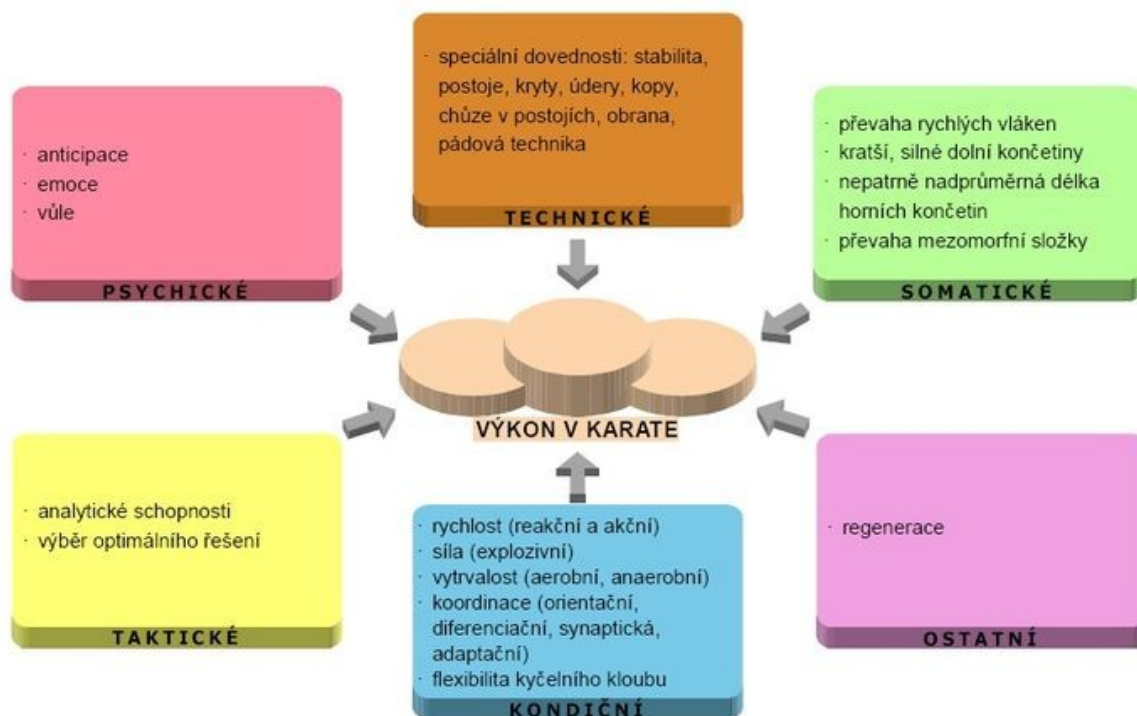 · anticipace
· emoce
· vůle
PSYCHICKÉ
· speciální dovednosti: stabilita,
postoje, kryty, údery, kopy,
chůze v postojích, obrana,
pádová technika
TECHNICKÉ
· převaha rychlých vláken
· kratší, silné dolní končetiny
· nepatrně nadprůměrná délka
horních končetin
· převaha mezomorfní složky
SOMATICKÉ
VÝKON V KARATE
· analytické schopnosti
· výběr optimálního řešení
TAKTICKÉ
· rychlost (reakční a akční)
· síla (explozivní)
· vytrvalost (aerobní, anaerobní)
· koordinace (orientační,
diferenciační, synaptická,
adaptační)
· flexibilita kyčelního kloubu
KONDIČNÍ
· regenerace
OSTATNÍ